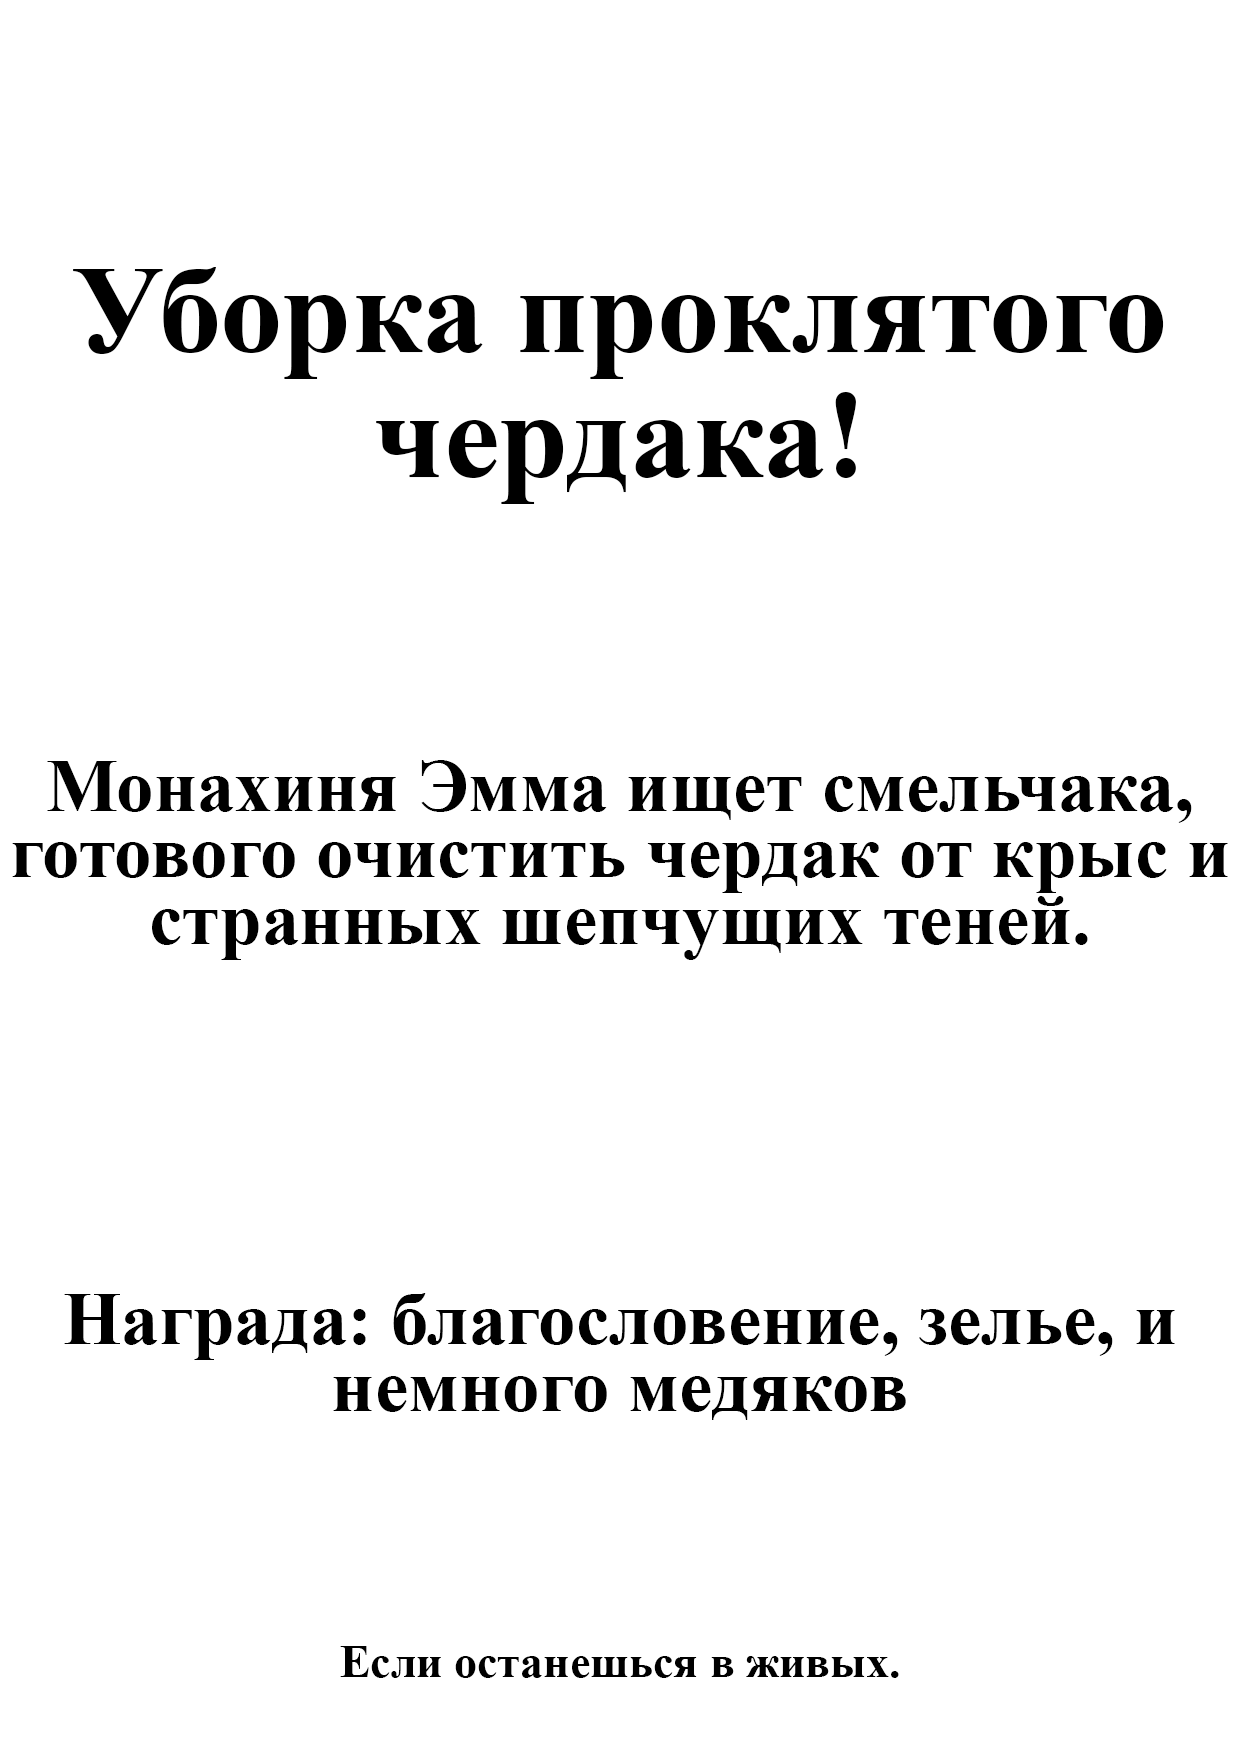 Уборка проклятого
чердака!
Монахиня Эмма ищет смельчака,
готового очистить чердак от крыс и
странных шепчущих теней.
Награда: благословение, зелье, и
немного медяков
Если останешься в живых.